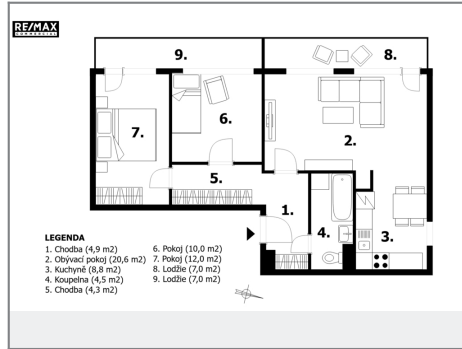 RE/MAX
COMMERCIAL
9.
8.
7.
6.
2.
5.
1.
4.
3.
LEGENDA
1. Chodba (4,9 m2)
2. Obývací pokoj (20,6 m2)
3. Kuchyně (8,8 m2)
4. Koupelna (4,5 m2)
5. Chodba (4,3 m2)
6. Pokoj (10,0 m2)
7. Pokoj (12,0 m2)
8. Lodžie (7,0 m2)
9. Lodžie (7,0 m2)